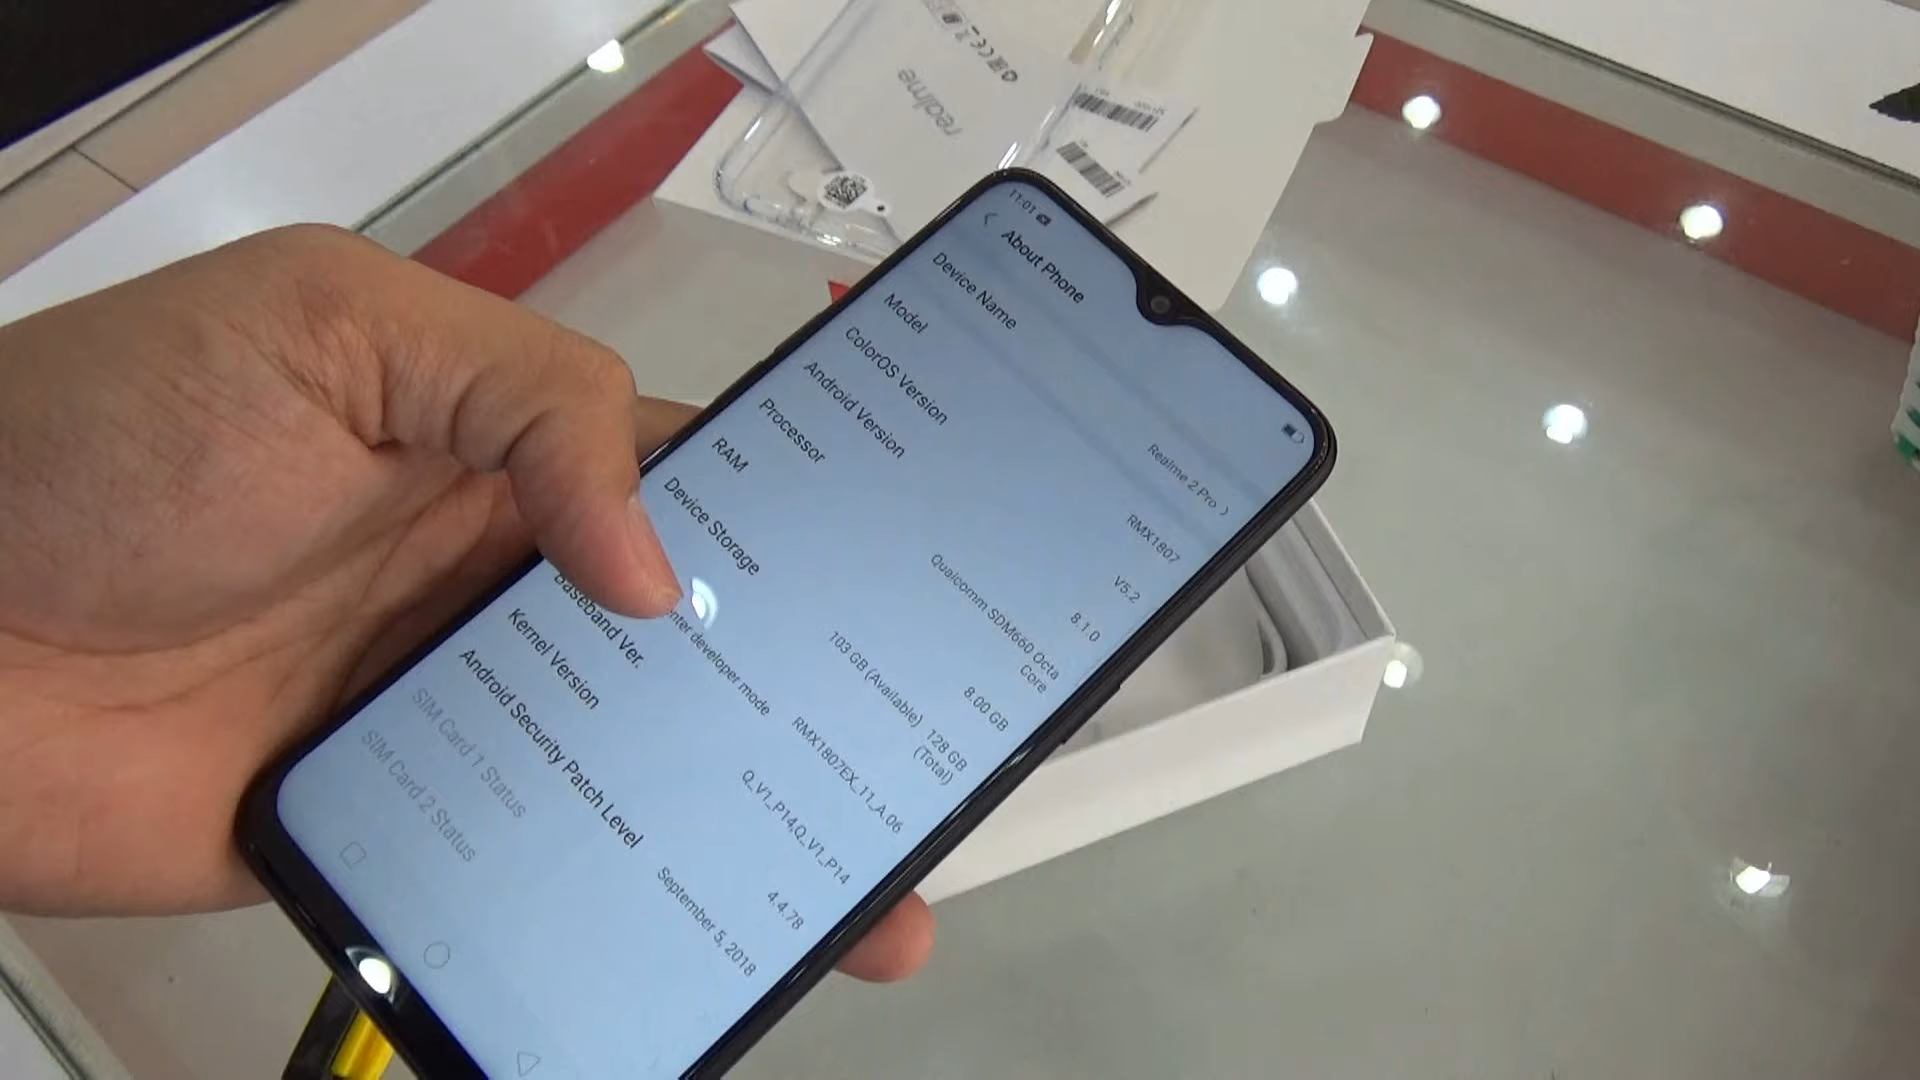 realme
11:01
About Phone
Device Name
Realme 2 Pro
Model
RMX1807
ColorOS Version
V5.2
Android Version
8.1.0
Processor
Qualcomm SDM660 Octa
Core
RAM
8.00 GB
Device Storage
103 GB (Available) 128 GB
(Total)
enter developer mode
RMX1807EX_11_A.06
Baseband Ver.
Q_V1_P14,Q_V1_P14
Kernel Version
4.4.78
Android Security Patch Level
September 5, 2018
SIM Card 1 Status
SIM Card 2 Status